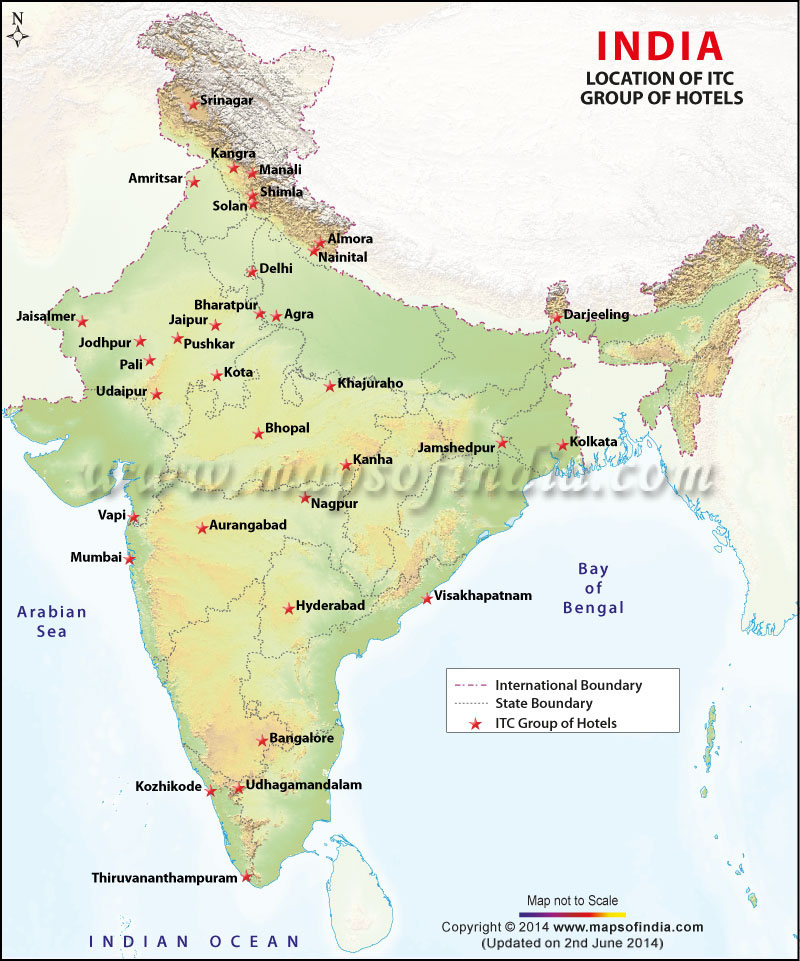 N
INDIA
LOCATION OF ITC
GROUP OF HOTELS
Srinagar
Kangra
Manali
Amritsar
Shimla
Solan
Almora
Nainital
Delhi
Bharatpur
Jaisalmer
Jaipur
Agra
Darjeeling
Jodhpur
Pushkar
Pali
Kota
Khajuraho
Udaipur
Bhopal
Jamshedpur
Kolkata
Kanha
www.mapsofindia.com
Nagpur
Vapi
Aurangabad
Mumbai
Bay
of
Bengal
Arabian
Sea
Hyderabad
Visakhapatnam
International Boundary
State Boundary
ITC Group of Hotels
Bangalore
Kozhikode
Udhagamandalam
Thiruvananthampuram
Map not to Scale
Copyright © 2014 www.mapsofindia.com
(Updated on 2nd June 2014)
INDIAN OCEAN